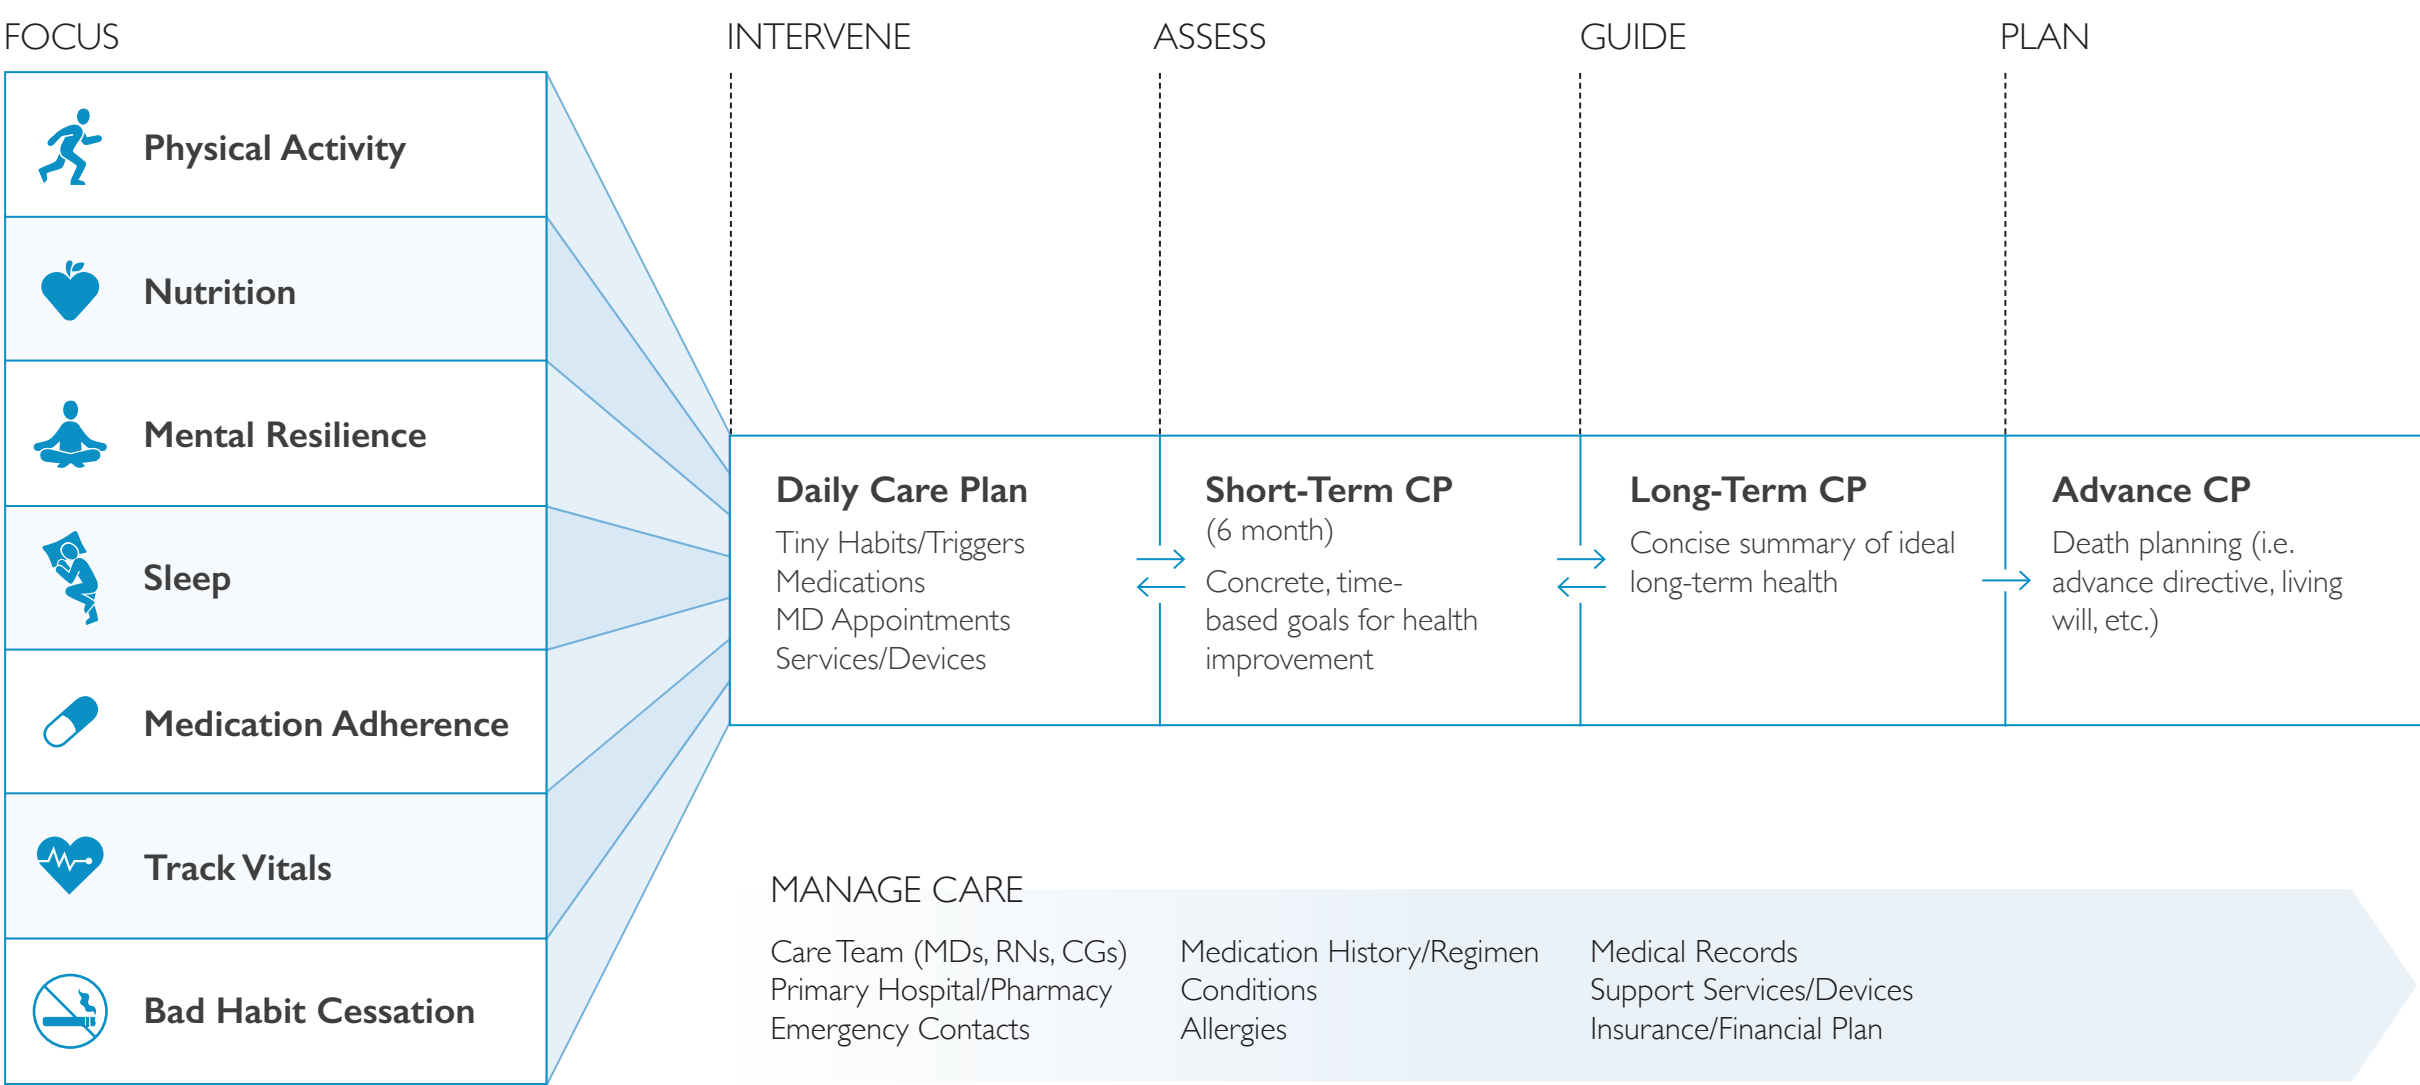 FOCUS
INTERVENE
ASSESS
GUIDE
PLAN
Physical Activity
Nutrition
Mental Resilience
Sleep
Medication Adherence
Track Vitals
Bad Habit Cessation
Daily Care Plan
Tiny Habits/Triggers
Medications
MD Appointments
Services/Devices
Short-Term CP
(6 month)
Concrete, time-
based goals for health
improvement
Long-Term CP
Concise summary of ideal
long-term health
Advance CP
Death planning (i.e.
advance directive, living
will, etc.)
MANAGE CARE
Care Team (MDs, RNs, CGs)
Primary Hospital/Pharmacy
Emergency Contacts
Medication History/Regimen
Conditions
Allergies
Medical Records
Support Services/Devices
Insurance/Financial Plan